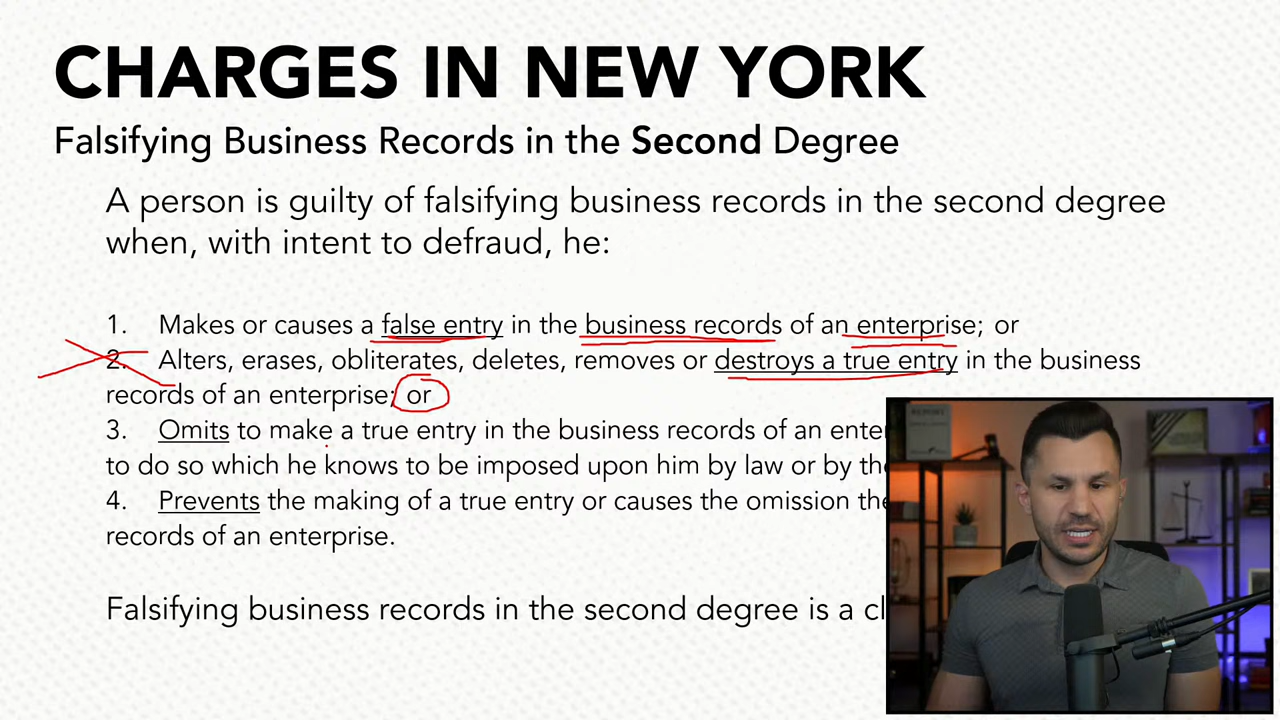 CHARGES IN NEW YORK
Falsifying Business Records in the Second Degree
A person is guilty of falsifying business records in the second degree
when, with intent to defraud, he:
1. Makes or causes a false entry in the business records of an enterprise; or
2. Alters, erases, obliterates, deletes, removes or destroys a true entry in the business
records of an enterprise; or
3. Omits to make a true entry in the business records of an
to do so which he knows to be imposed upon him by law or by
4. Prevents the making of a true entry or causes the omission
records of an enterprise.
Falsifying business records in the second degree is a